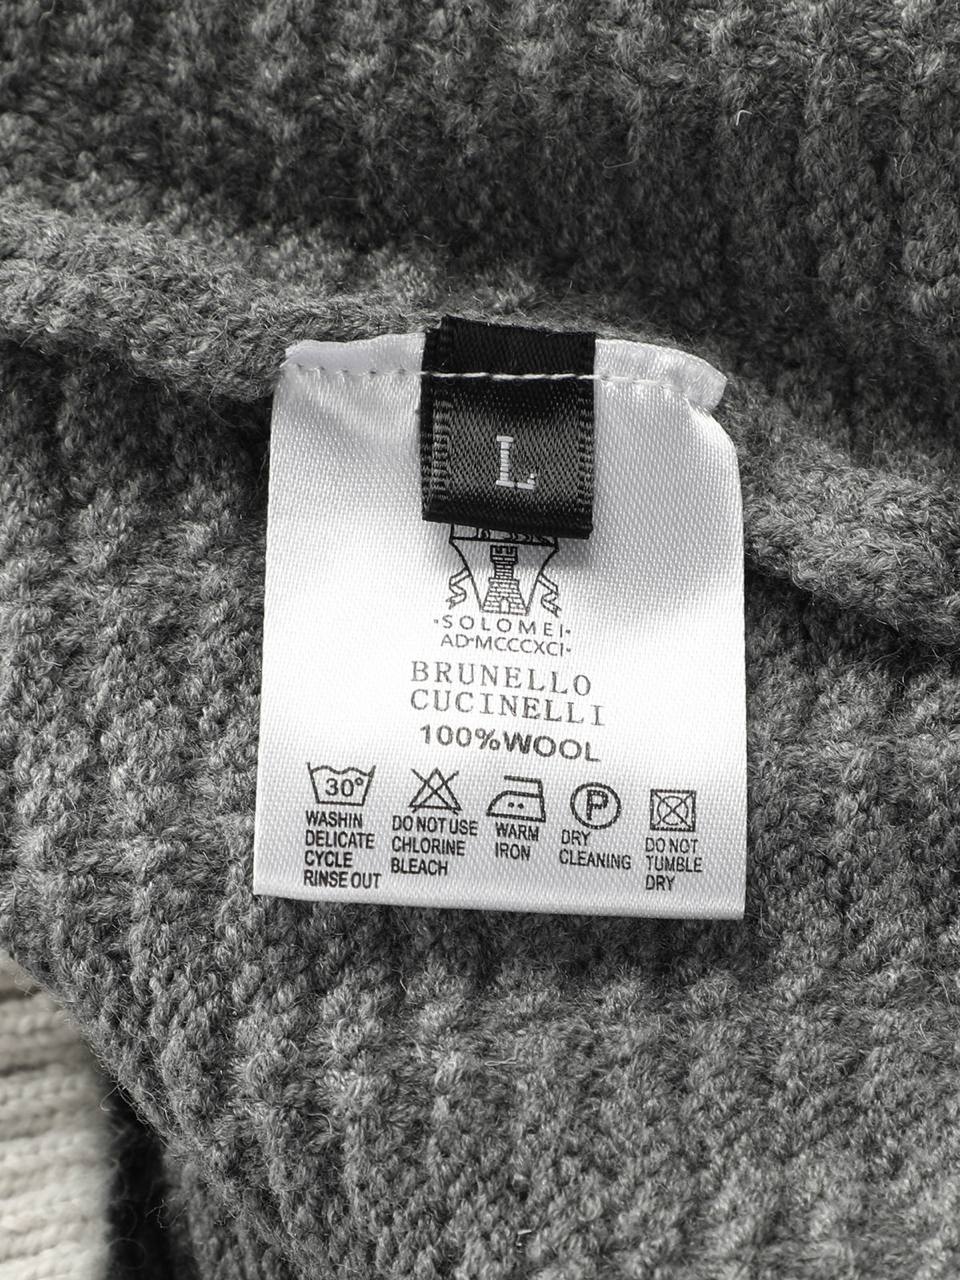 L
·SOLOMEI·
AD·MCCCXCI·
BRUNELLO
CUCINELLI
100%WOOL
30°
P
WASHIN
DELICATE
CYCLE
RINSE OUT
DO NOT USE
CHLORINE
BLEACH
WARM
IRON
DRY
CLEANING
DO NOT
TUMBLE
DRY